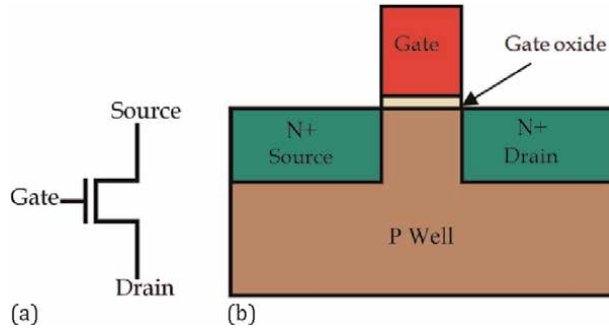 Source
Gate
Drain
(a)
Gate
Gate oxide
N+
Source
N+
Drain
P Well
(b)